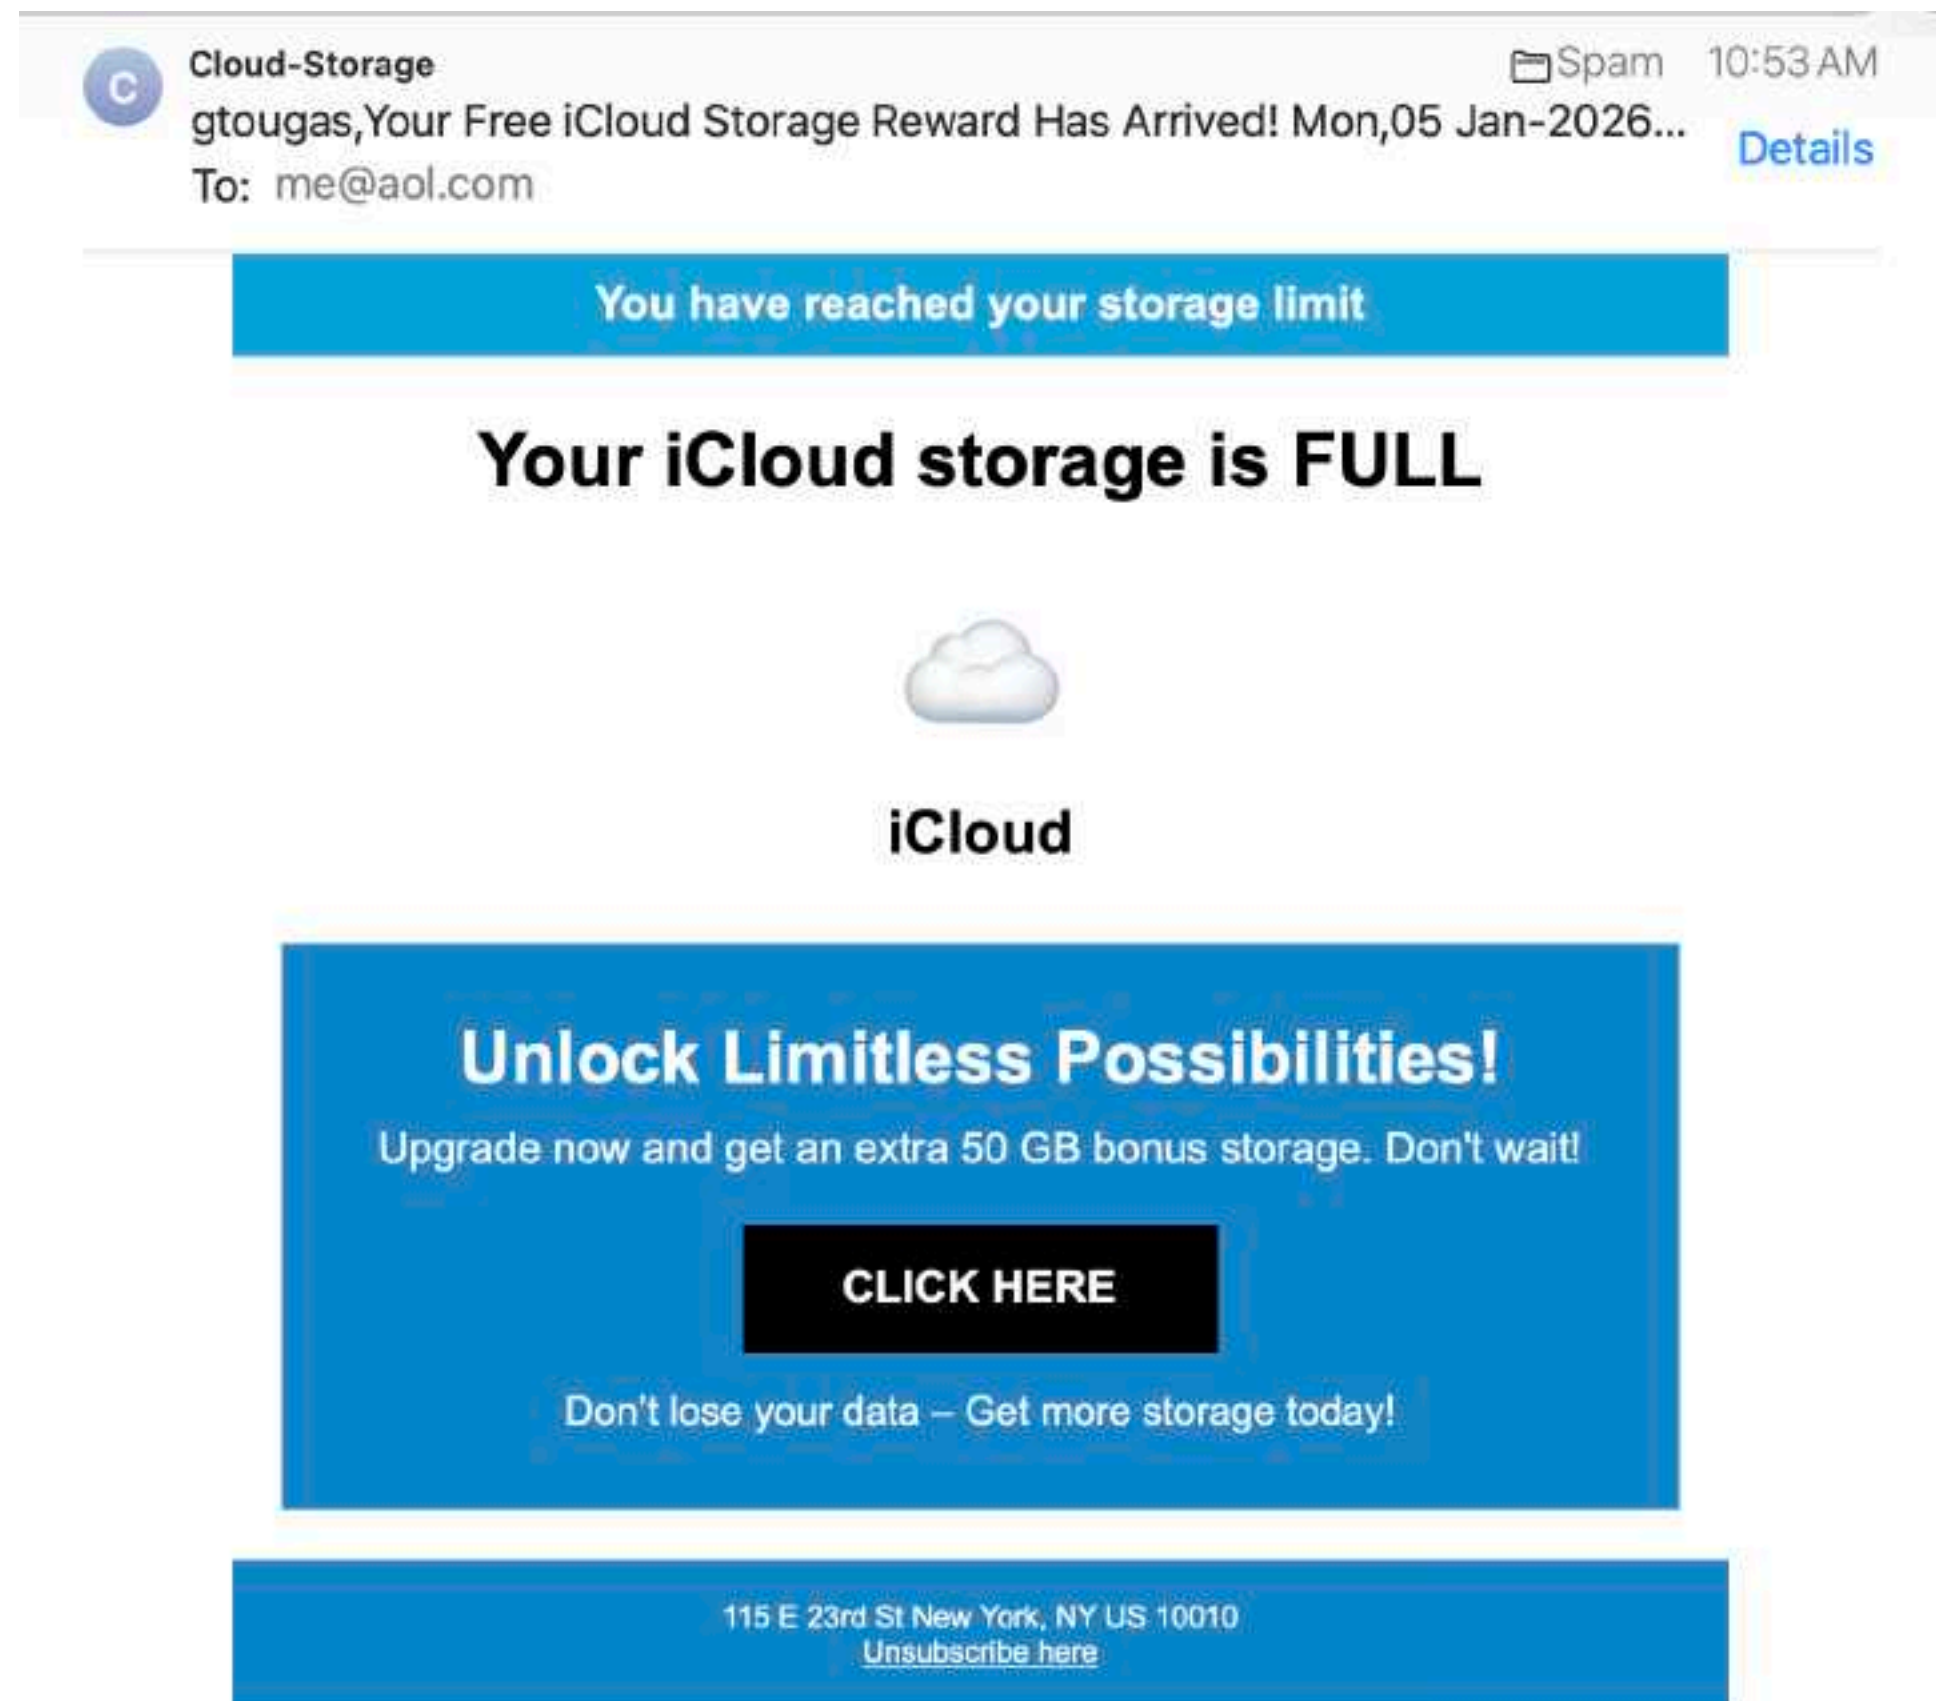 C
Cloud-Storage
Spam 10:53 AM
gtougas,Your Free iCloud Storage Reward Has Arrived! Mon,05 Jan-2026...
Details
To: me@aol.com
You have reached your storage limit
Your iCloud storage is FULL
iCloud
Unlock Limitless Possibilities!
Upgrade now and get an extra 50 GB bonus storage. Don't wait!
CLICK HERE
Don't lose your data – Get more storage today!
115 E 23rd St New York, NY US 10010
Unsubscribe here